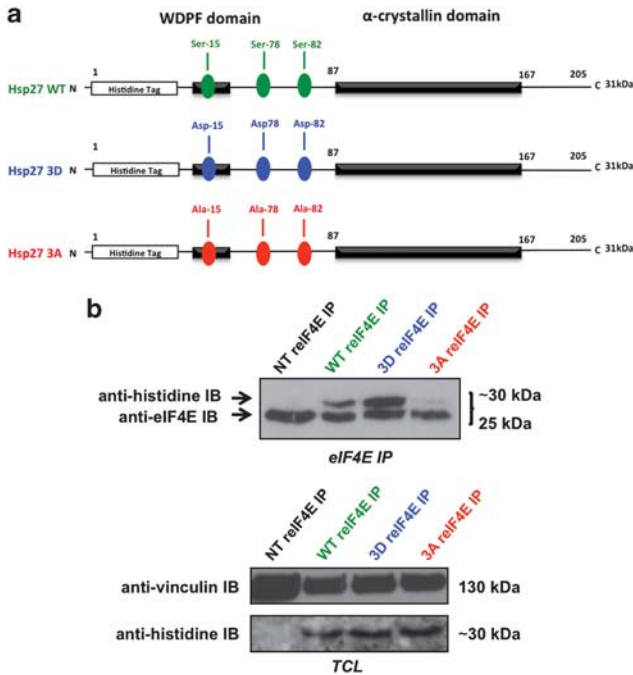 a
WDPF domain α-crystallin domain
Ser-15 Ser-78 Ser-82
1 87 167 205
Hsp27 WT N Histidine Tag C 31kDa
Asp-15 Asp78 Asp-82
1 87 167 205
Hsp27 3D N Histidine Tag C 31kDa
Ala-15 Ala-78 Ala-82
1 87 167 205
Hsp27 3A N Histidine Tag C 31kDa
b
NT reIF4E IP WT reIF4E IP 3D reIF4E IP 3A reIF4E IP
anti-histidine IB ~30 kDa
anti-eIF4E IB 25 kDa
eIF4E IP
NT reIF4E IP WT reIF4E IP 3D reIF4E IP 3A reIF4E IP
anti-vinculin IB 130 kDa
anti-histidine IB ~30 kDa
TCL